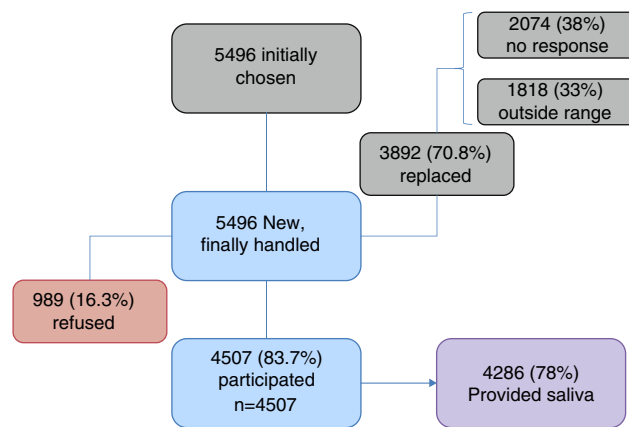 5496 initially
chosen
2074 (38%)
no response
1818 (33%)
outside range
3892 (70.8%)
replaced
5496 New,
finally handled
989 (16.3%)
refused
4507 (83.7%)
participated
n=4507
4286 (78%)
Provided saliva